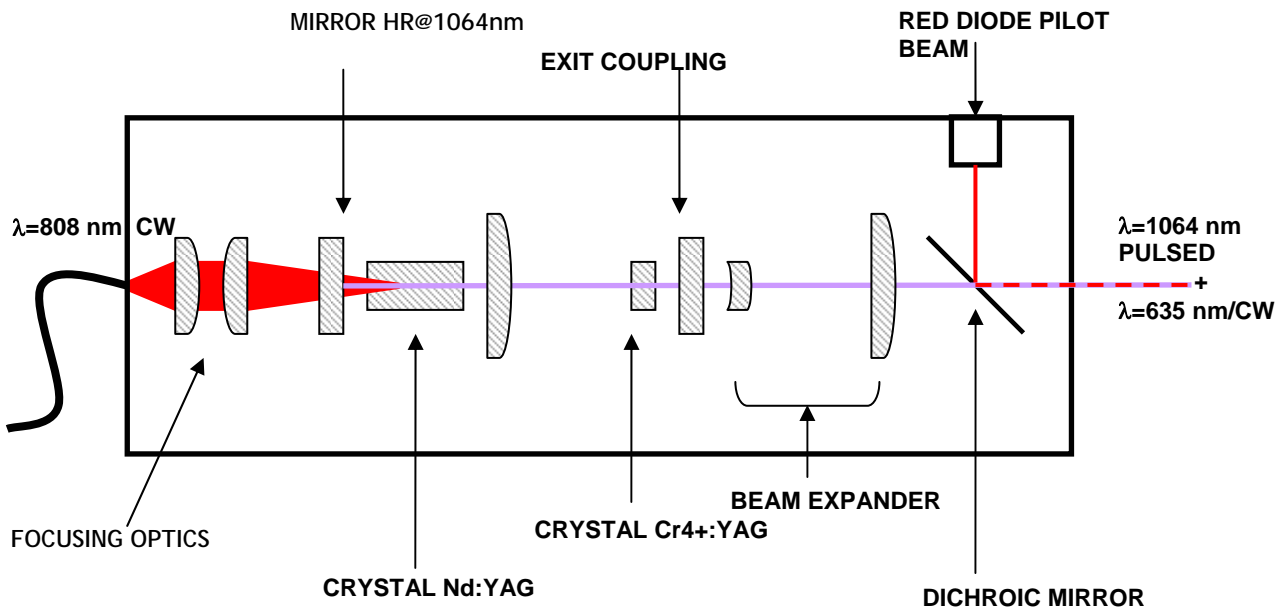 MIRROR HR@1064nm
RED DIODE PILOT
BEAM
EXIT COUPLING
λ=808 nm CW
λ=1064 nm
PULSED
+
λ=635 nm/CW
FOCUSING OPTICS
CRYSTAL Nd:YAG
CRYSTAL Cr4+:YAG
BEAM EXPANDER
DICHROIC MIRROR